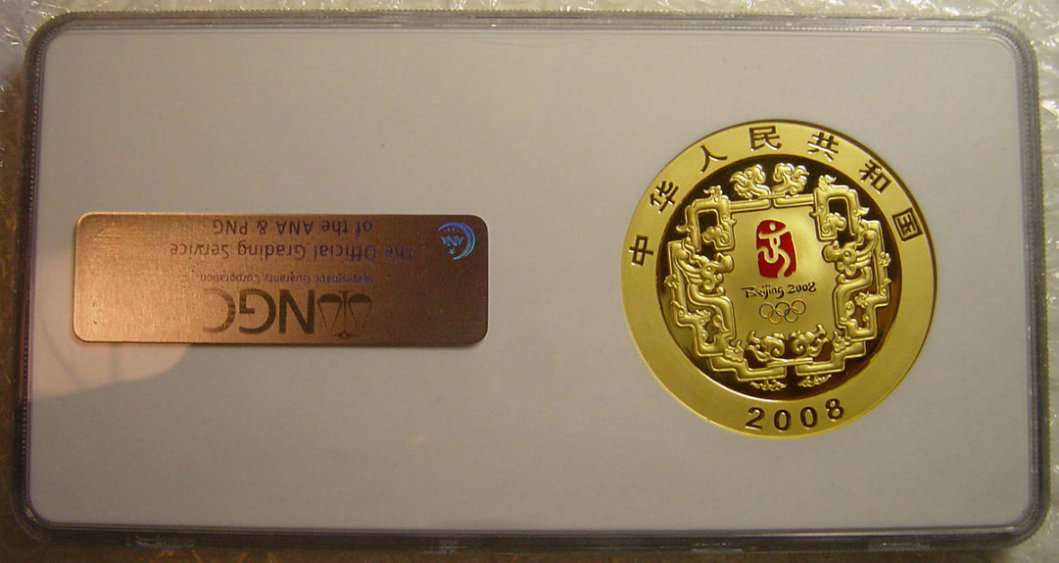 中华人民共和国
Beijing 2008
2008
NGC
Numismatic Guaranty Corporation
The Official Grading Service
of the ANA & PNG
ANA